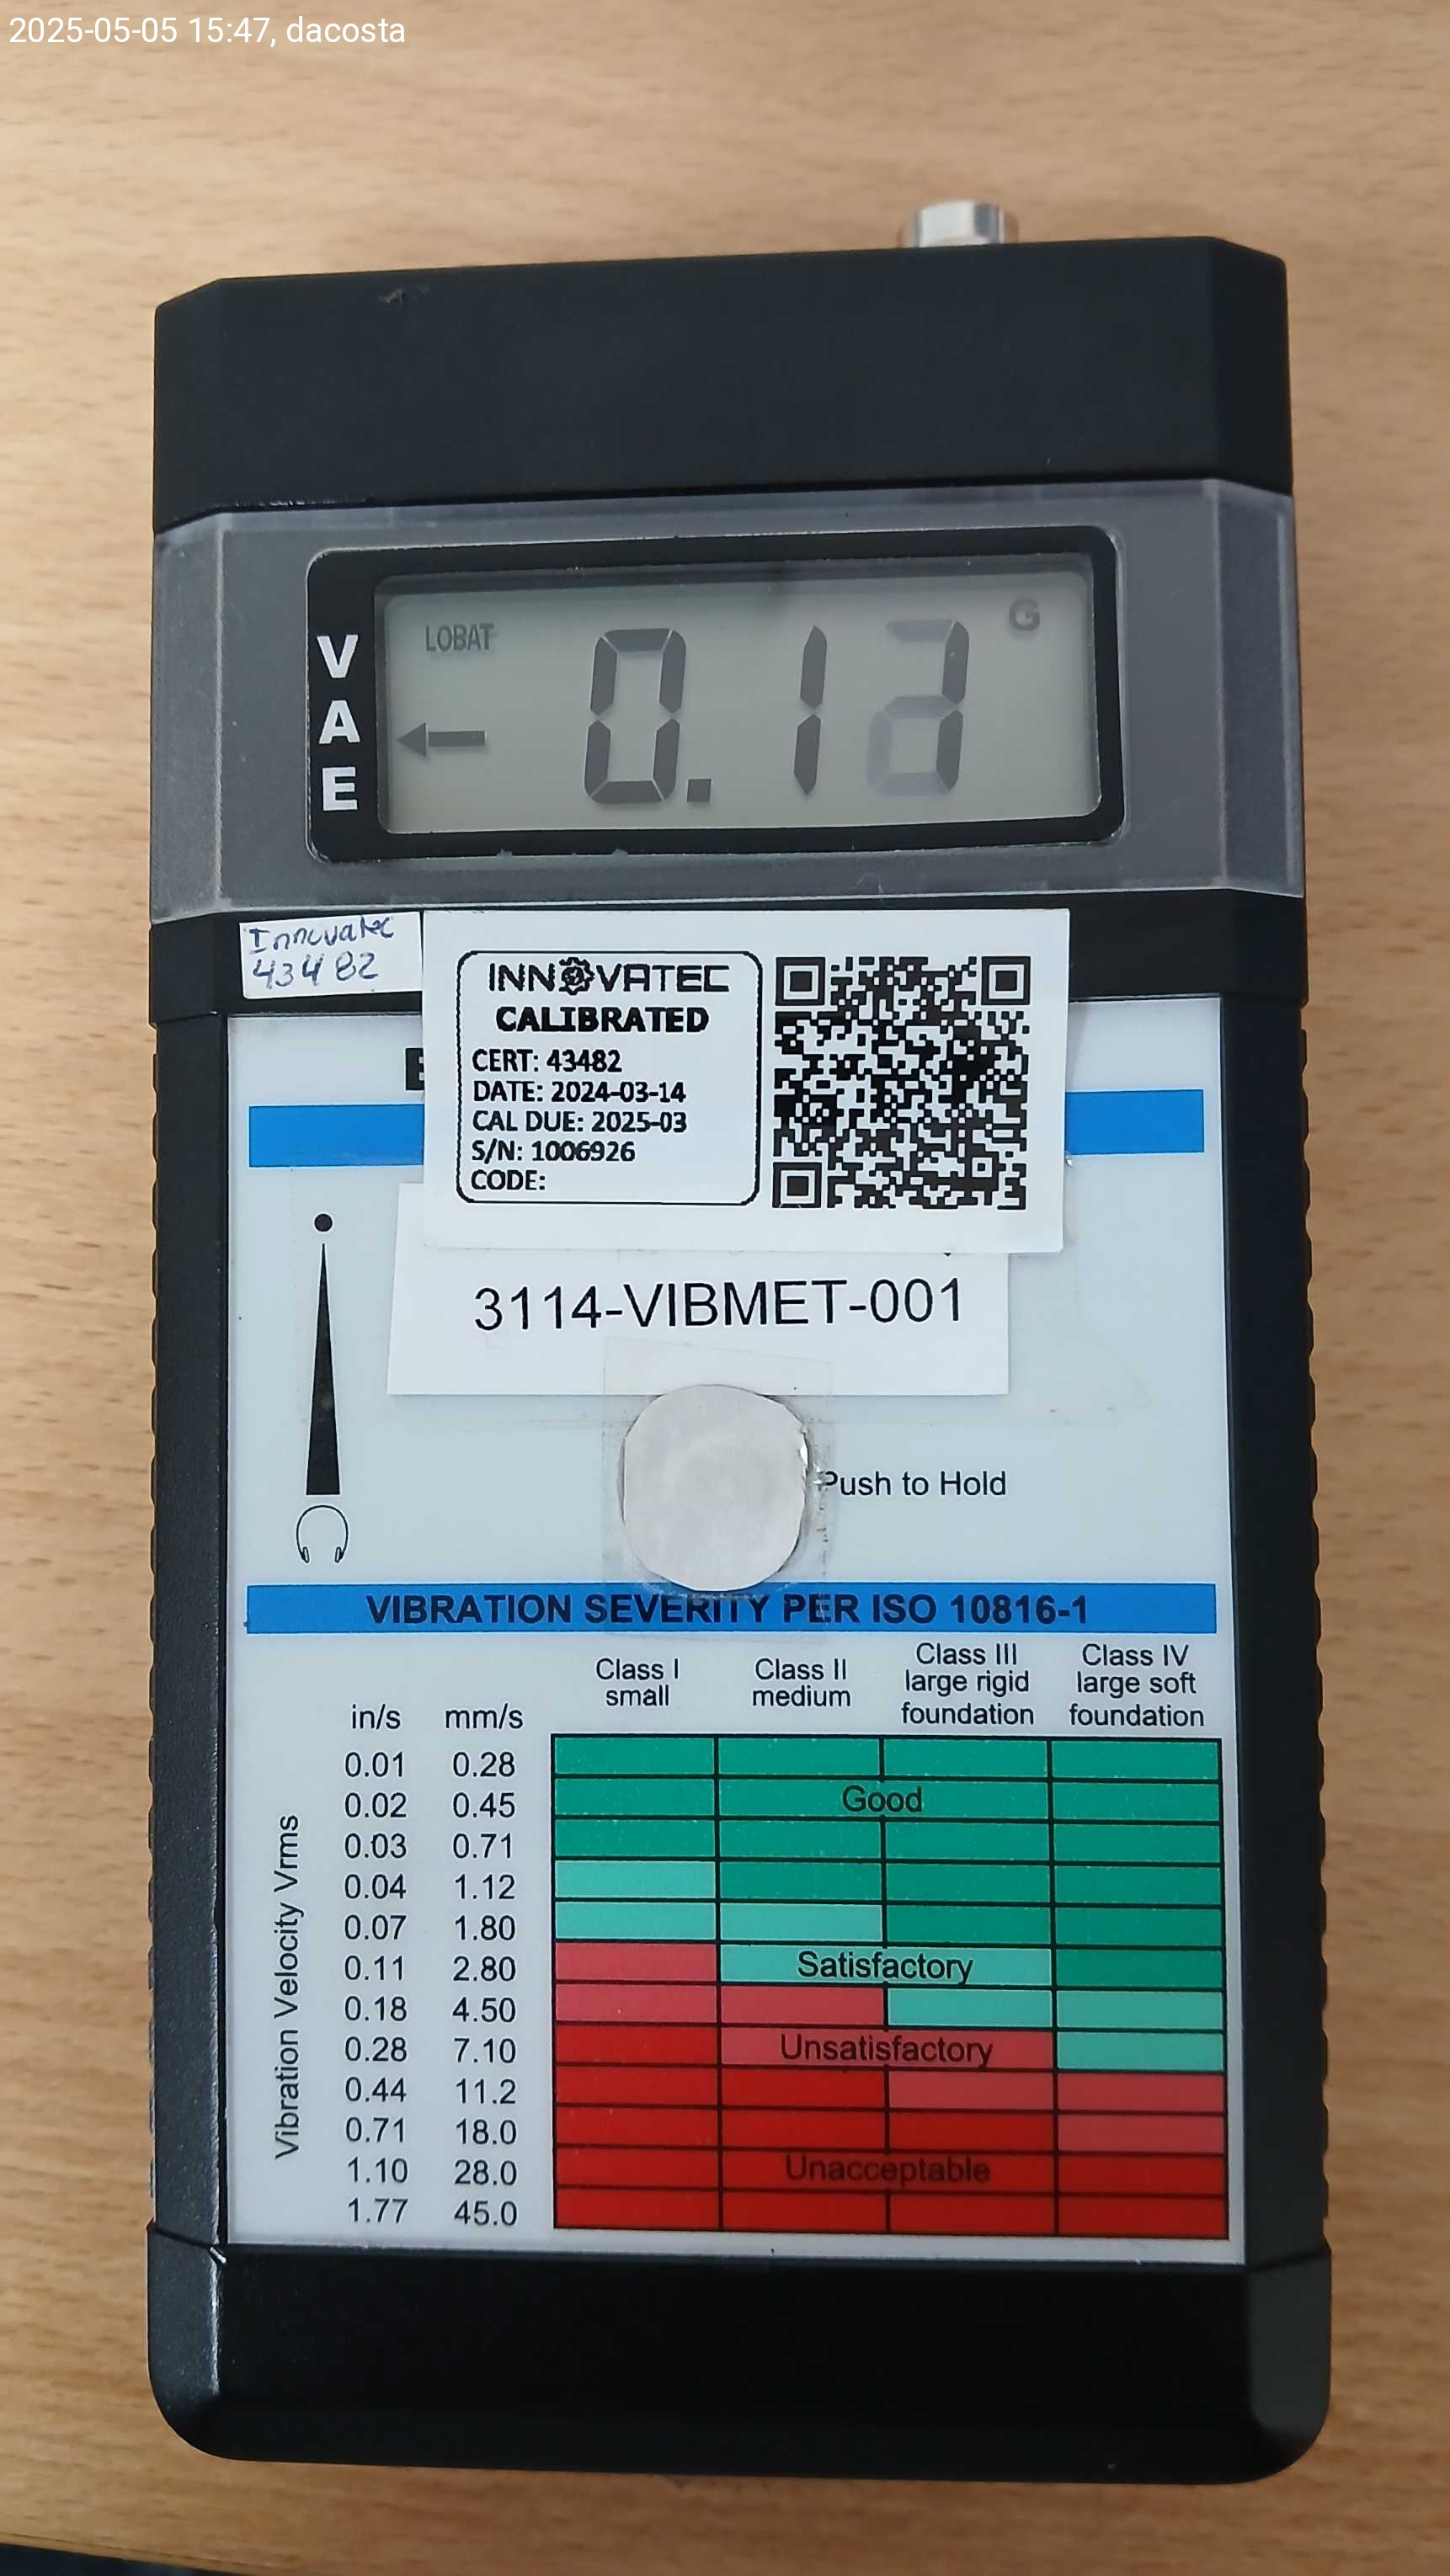 2025-05-05 15:47, dacosta
LOBAT
G
V
A
E
Innovatec
43482
INNOVATEC
CALIBRATED
CERT: 43482
DATE: 2024-03-14
CAL DUE: 2025-03
S/N: 1006926
CODE:
3114-VIBMET-001
Push to Hold
VIBRATION SEVERITY PER ISO 10816-1
in/s mm/s Class I small Class II medium Class III large rigid foundation Class IV large soft foundation
Vibration Velocity Vrms
0.01 0.28
0.02 0.45 Good
0.03 0.71
0.04 1.12
0.07 1.80
0.11 2.80 Satisfactory
0.18 4.50
0.28 7.10 Unsatisfactory
0.44 11.2
0.71 18.0
1.10 28.0 Unacceptable
1.77 45.0